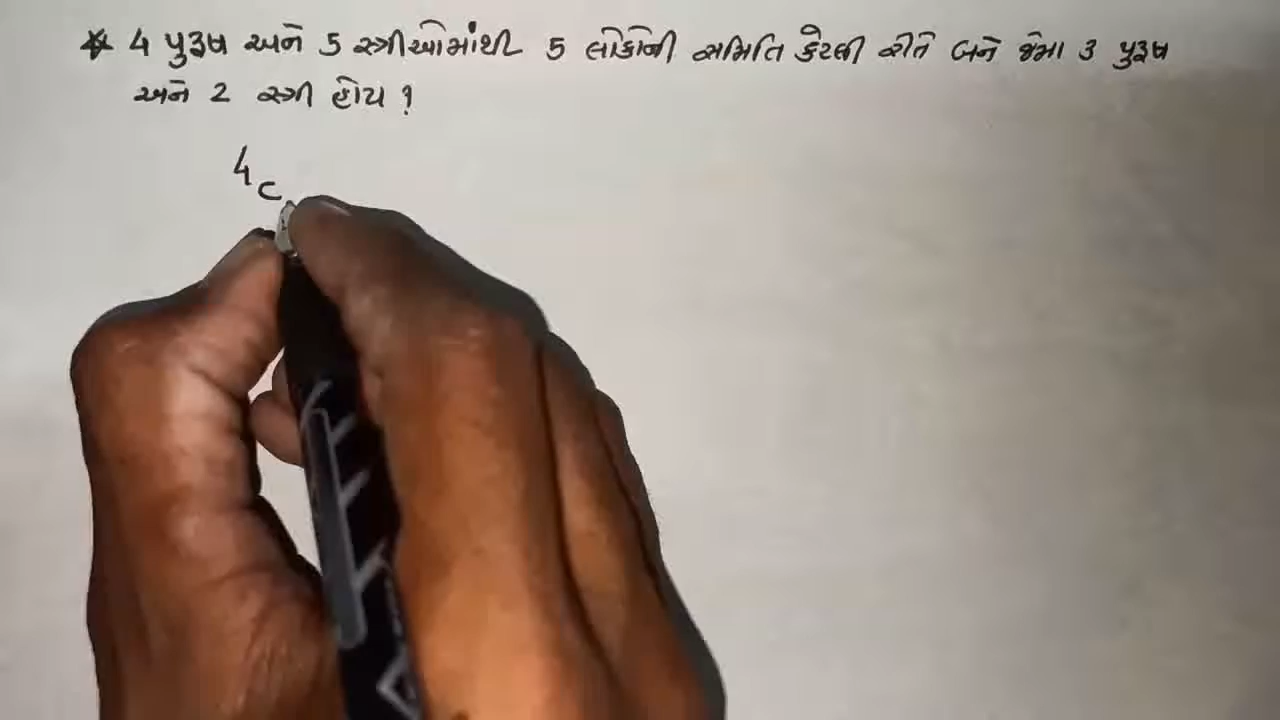 * 4 પુરૂષ અને 5 સ્ત્રીઓમાંથી 5 લોકોની સમિતિ કેટલી રીતે બને જેમા 3 પુરૂષ
અને 2 સ્ત્રી હોય ?
4c